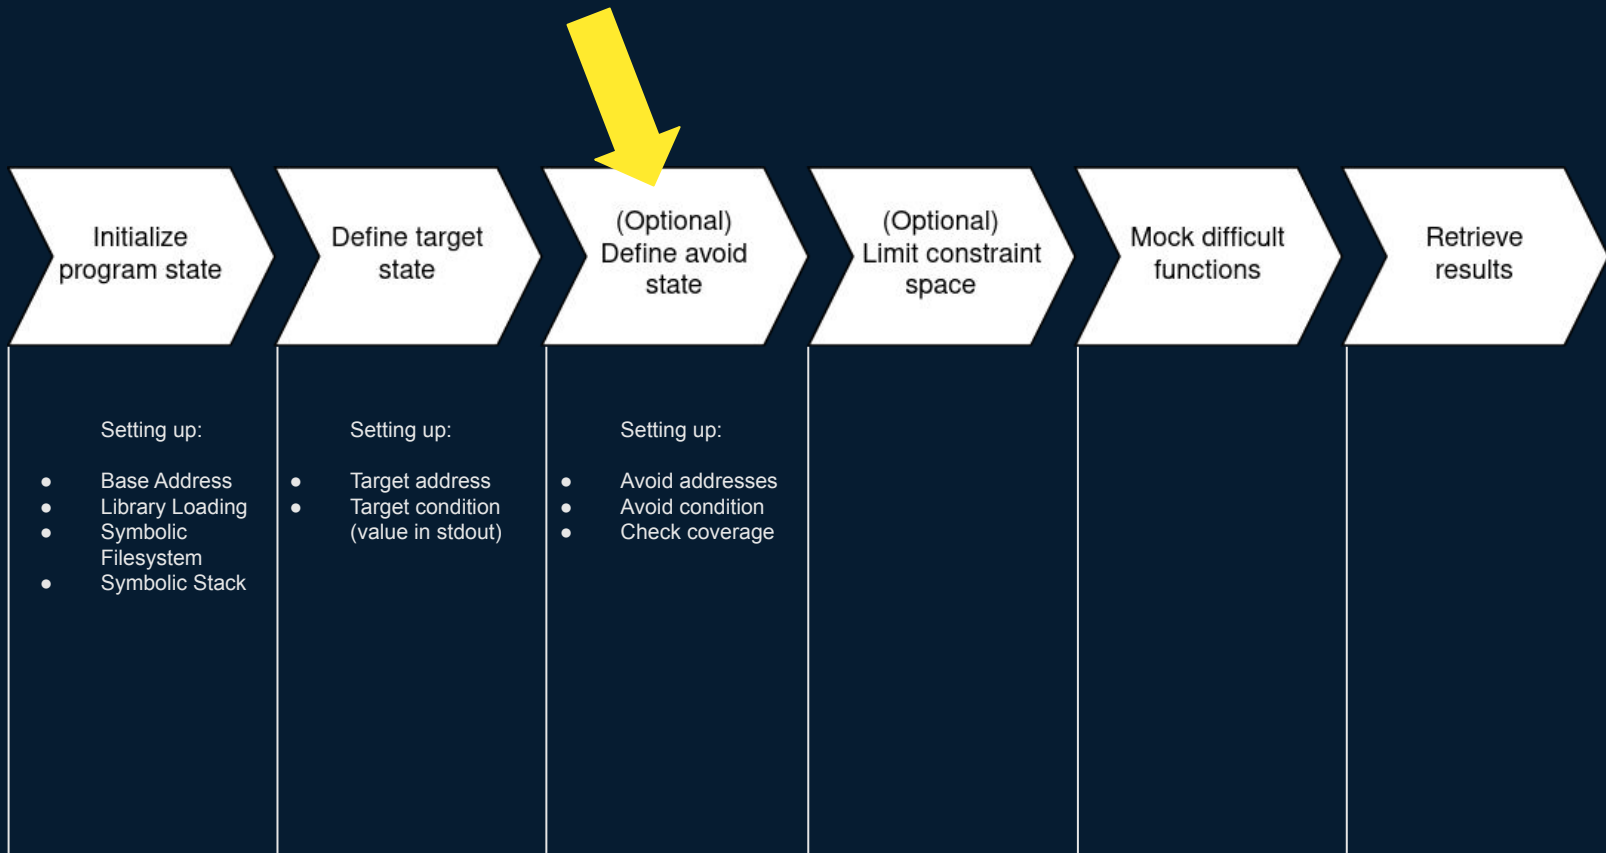 Initialize
program state
Define target
state
(Optional)
Define avoid
state
(Optional)
Limit constraint
space
Mock difficult
functions
Retrieve
results
Setting up:
● Base Address
● Library Loading
● Symbolic
Filesystem
● Symbolic Stack
Setting up:
● Target address
● Target condition
(value in stdout)
Setting up:
● Avoid addresses
● Avoid condition
● Check coverage